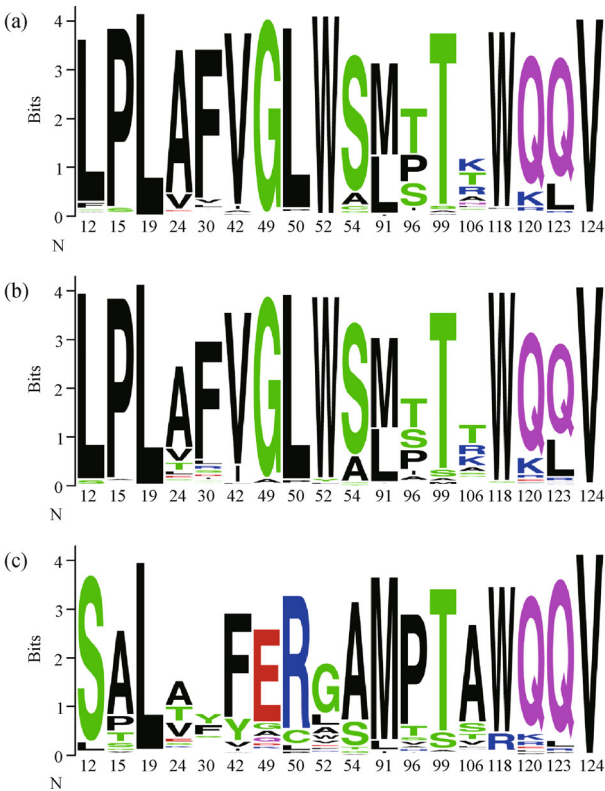 (a)
4
3
2
1
0
Bits
L P L A F V G L W S M T T K W Q Q V
V A L P T K L
S R
A
12 15 19 24 30 42 49 50 52 54 91 96 99 106 118 120 123 124
N
(b)
4
3
2
1
0
Bits
L P L A F V G L W S M T T T W Q Q V
V A L S S R K L
T P K
12 15 19 24 30 42 49 50 52 54 91 96 99 106 118 120 123 124
N
(c)
4
3
2
1
0
Bits
S A L A Y F E R G A M P T A W Q Q V
L P T F Y G C L S L T S S R K L
T V A
S
12 15 19 24 30 42 49 50 52 54 91 96 99 106 118 120 123 124
N